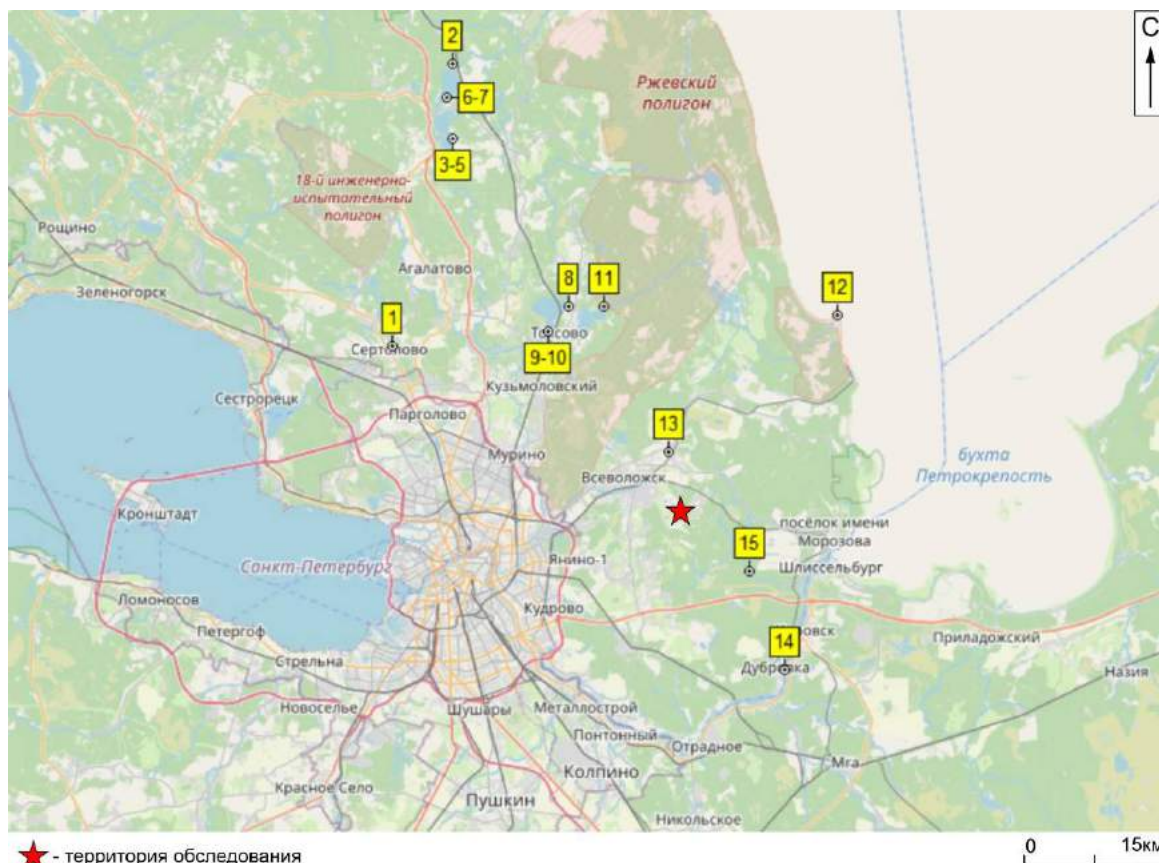 2
С
Ржевский
полигон
6-7
3-5
18-й инженерно-
испытательный
полигон
Рощино
Агалатово
Зеленогорск
8
11
12
1
Сертолово
9-10
Кузьмоловский
Сестрорецк
Парголово
13
Мурино
бухта
Петрокрепость
Всеволожск
Кронштадт
посёлок имени
Морозова
15
Янино-1
Санкт-Петербург
Шлиссельбург
Ломоносов
Кудрово
Петергоф
14
Приладожский
Стрельна
Дубровка
Назия
Новоселье
Шушары
Металлострой
Понтонный
Отрадное
Мга
Колпино
Красное Село
Пушкин
Никольское
- территория обследования
0
15км